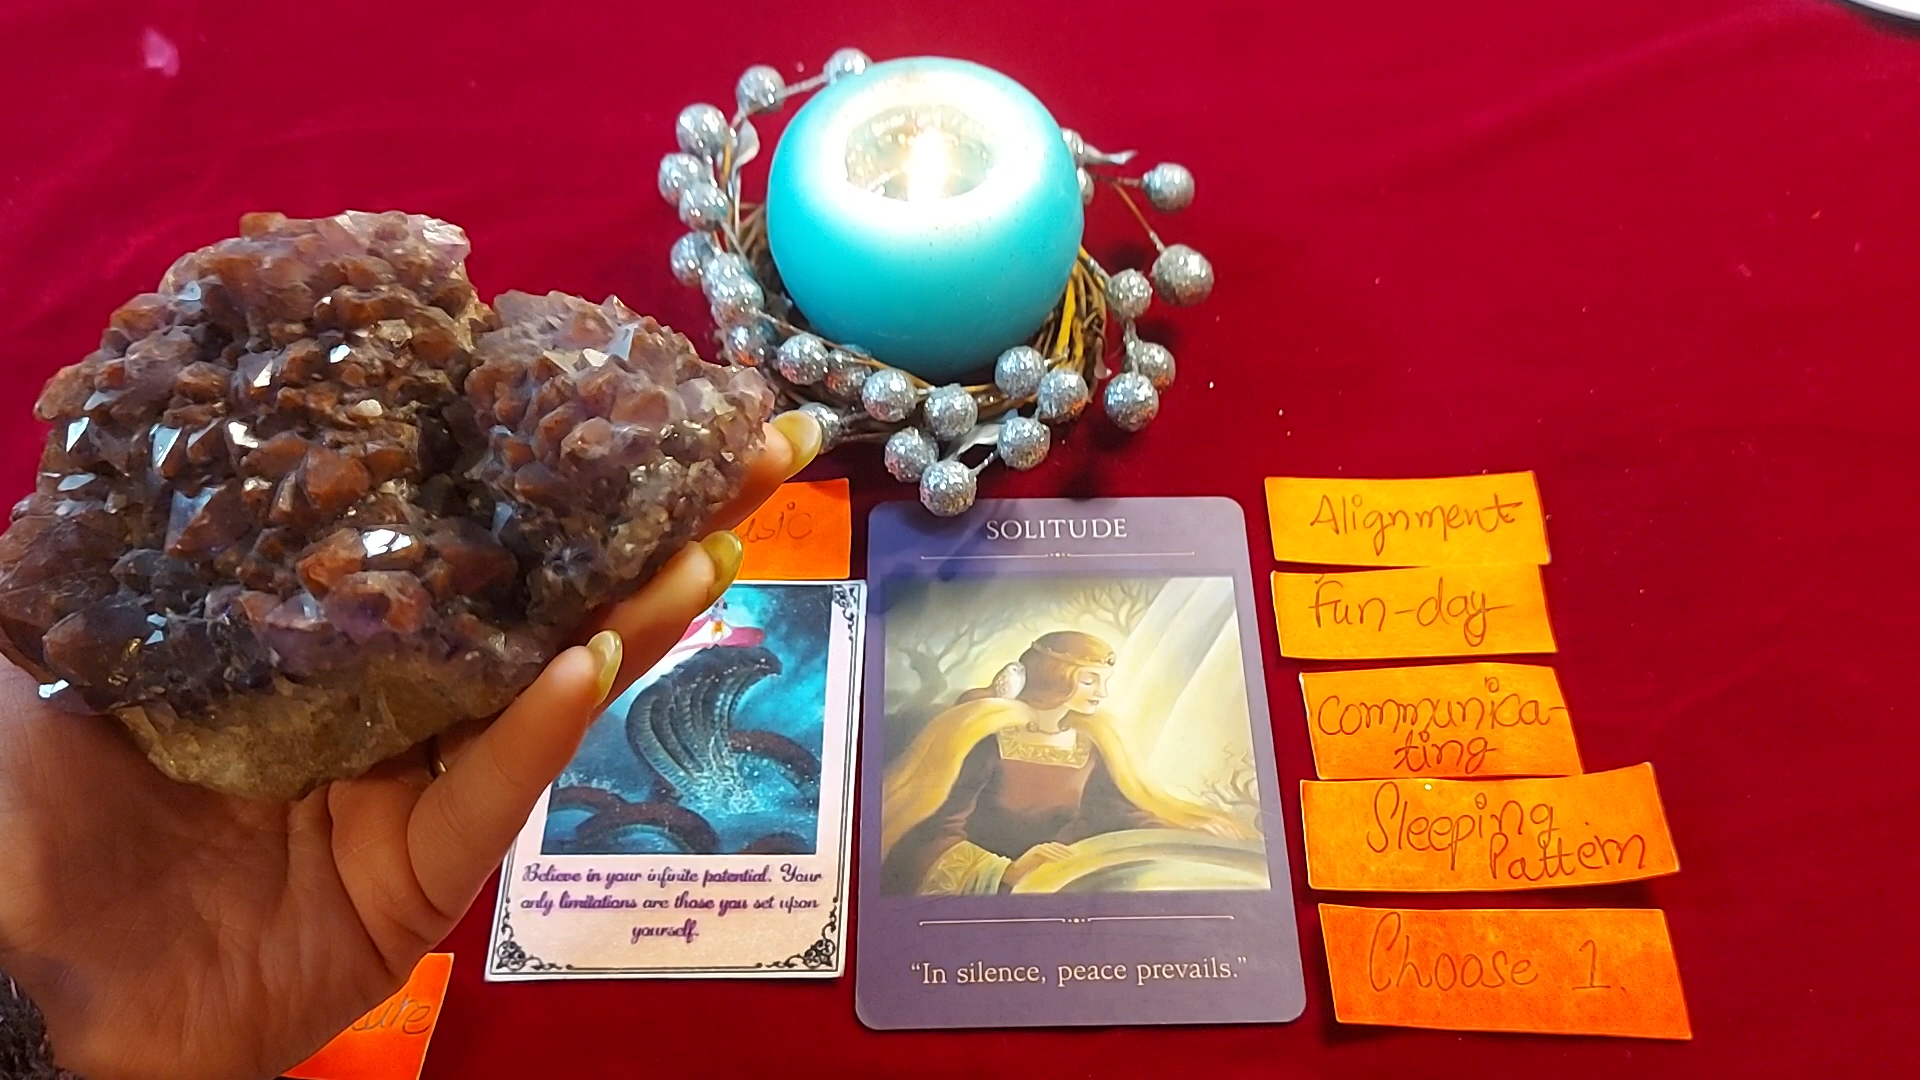 SOLITUDE
"In silence, peace prevails."
Believe in your infinite potential. Your
only limitations are those you set upon
yourself.
Alignment
fun-day
Communica-
ting
Sleeping
Pattern
Choose 1.